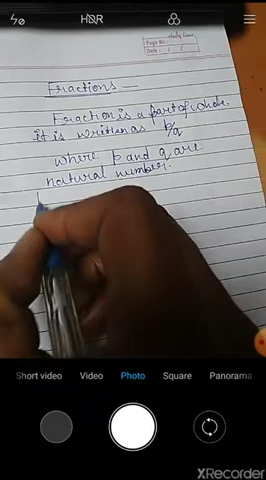 HDR
Page No.
Date: / /
Fractions —
Fraction is a part of whole.
it is written as p/q
where p and q are
natural number.
Short video Video Photo Square Panorama
XRecorder